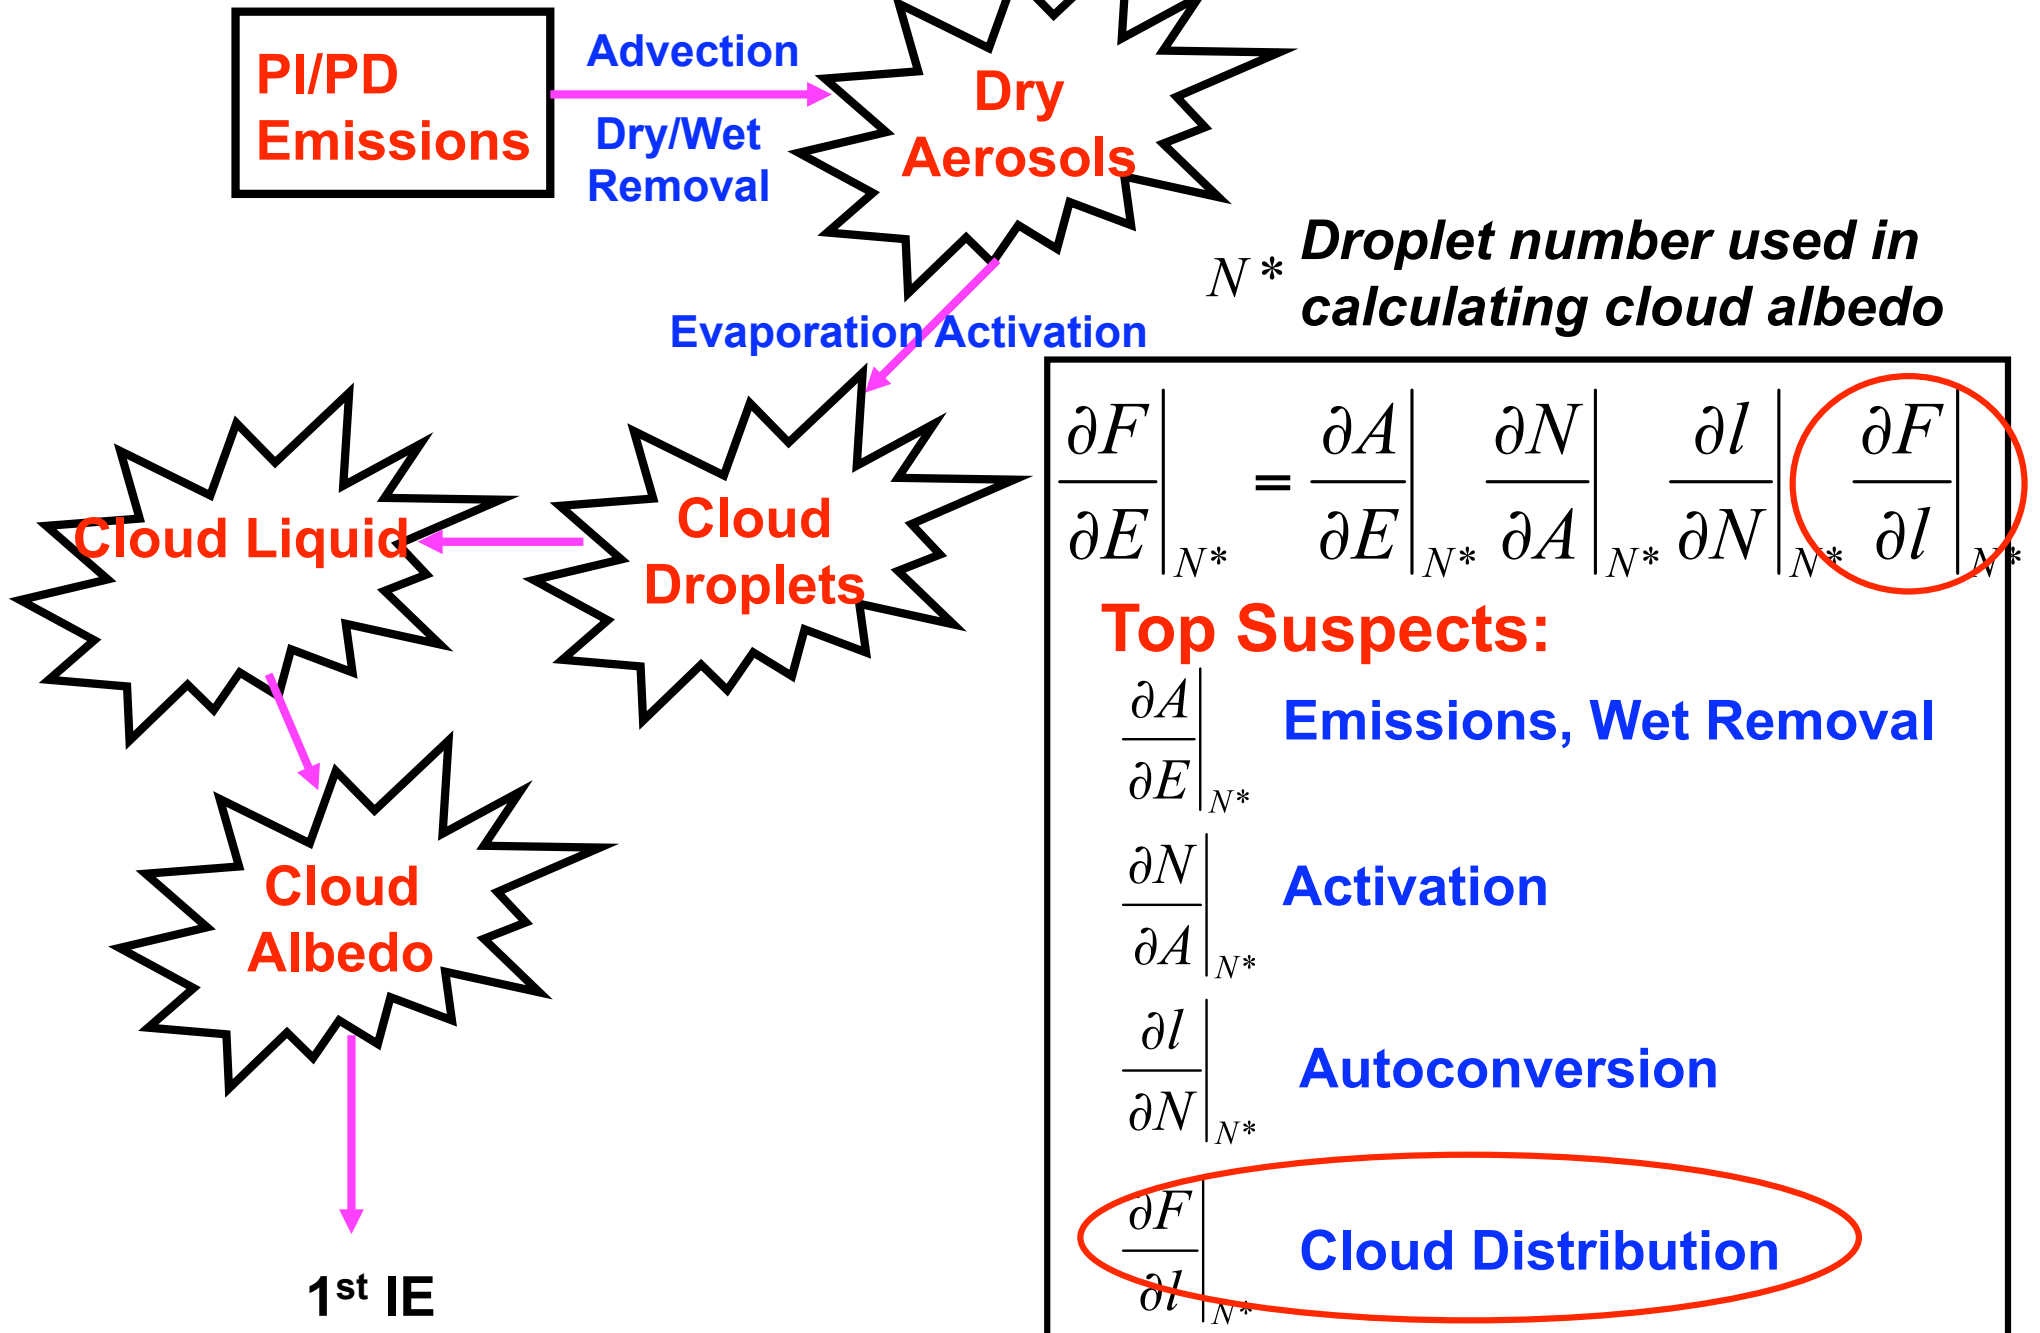 PI/PD
Emissions
Advection
Dry/Wet
Removal
Dry
Aerosols
N* Droplet number used in
calculating cloud albedo
Evaporation Activation
Cloud Liquid
Cloud
Droplets
Cloud
Albedo
1st IE
∂F/∂E|N* = ∂A/∂E|N* ∂N/∂A|N* ∂l/∂N|N* ∂F/∂l|N*
Top Suspects:
∂A/∂E|N* Emissions, Wet Removal
∂N/∂A|N* Activation
∂l/∂N|N* Autoconversion
∂F/∂l|N* Cloud Distribution